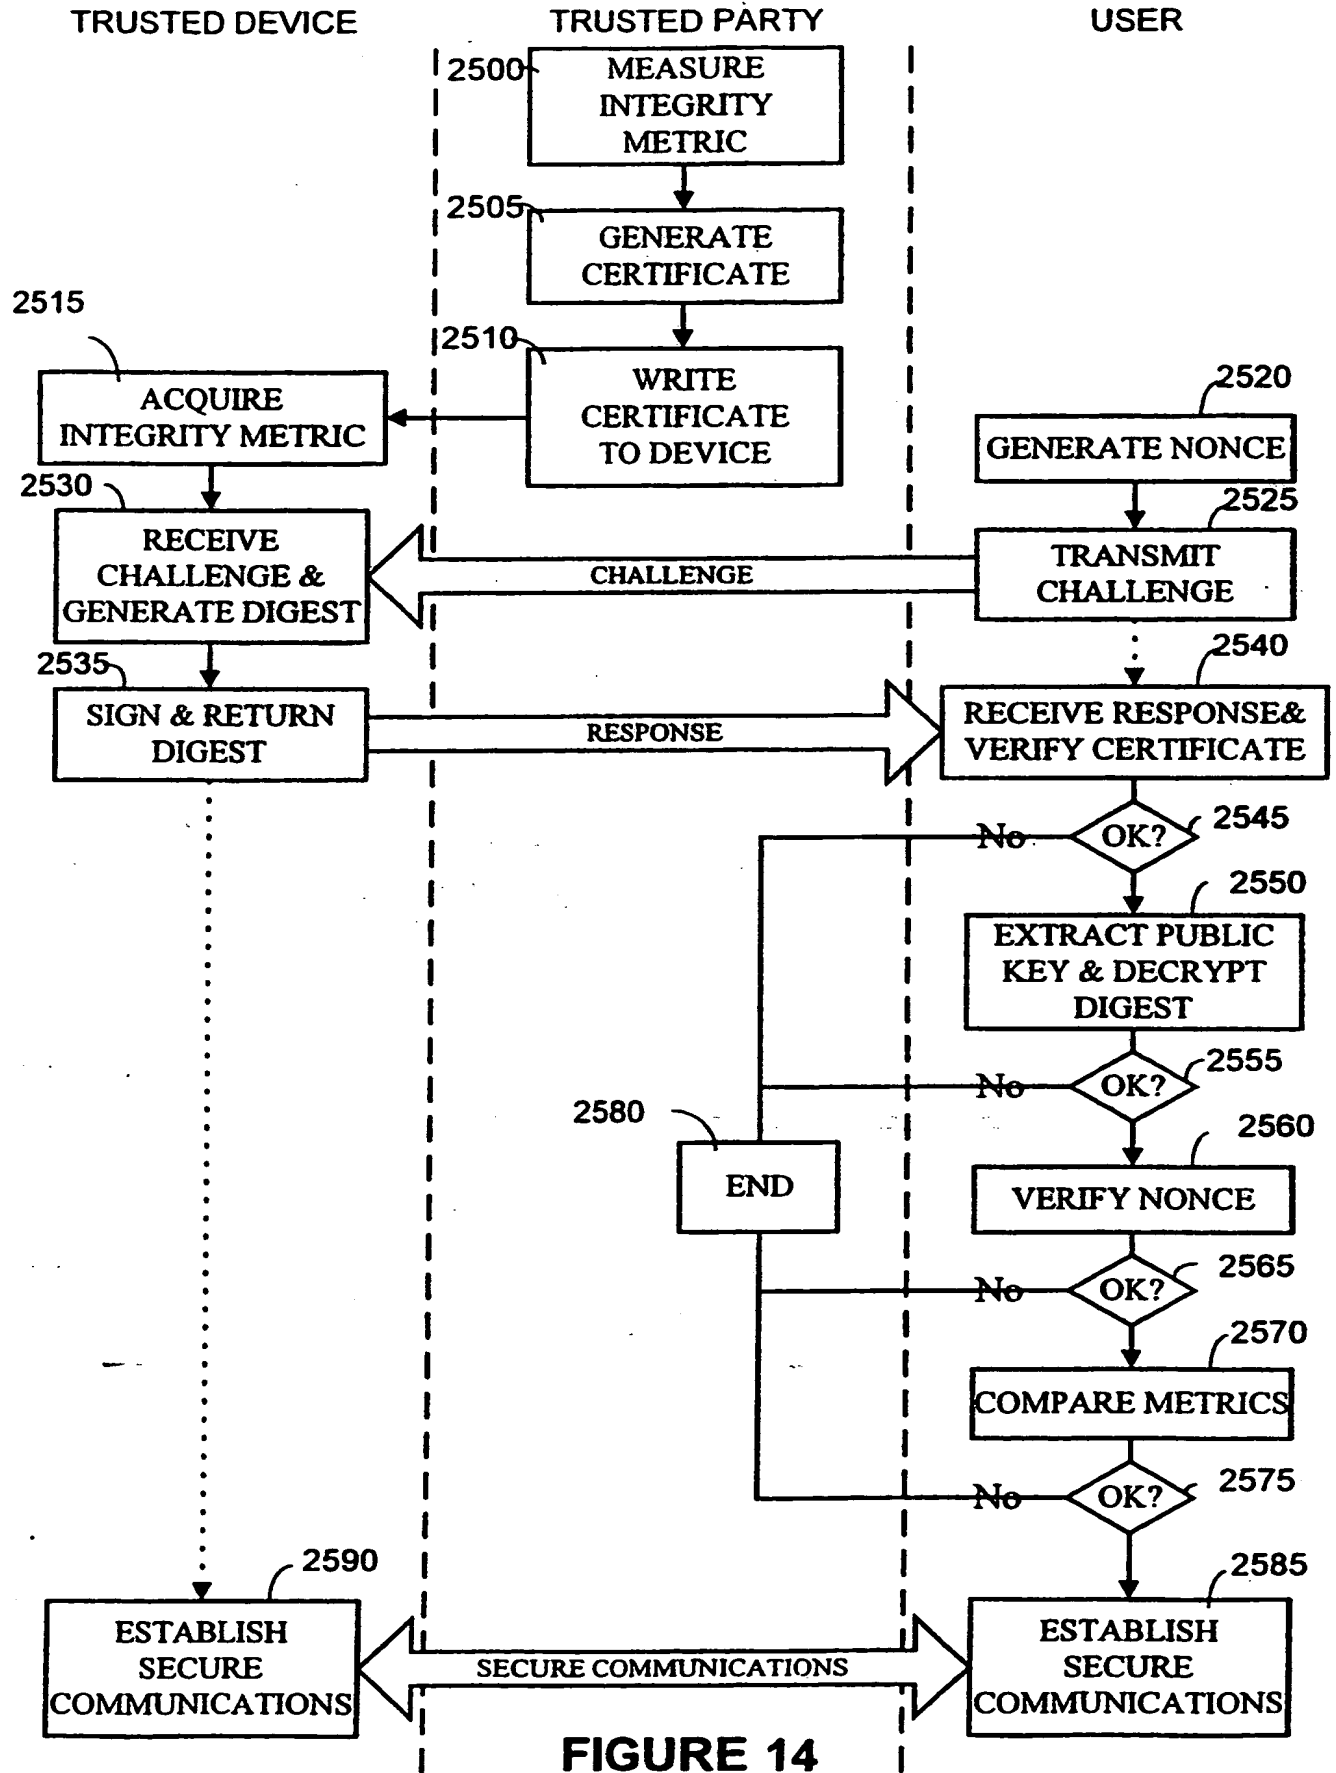 TRUSTED DEVICE
TRUSTED PARTY
USER
2500
MEASURE
INTEGRITY
METRIC
2505
GENERATE
CERTIFICATE
2510
WRITE
CERTIFICATE
TO DEVICE
2515
ACQUIRE
INTEGRITY METRIC
2520
GENERATE NONCE
2525
TRANSMIT
CHALLENGE
CHALLENGE
2530
RECEIVE
CHALLENGE &
GENERATE DIGEST
2535
SIGN & RETURN
DIGEST
RESPONSE
2540
RECEIVE RESPONSE&
VERIFY CERTIFICATE
2545
OK?
No
2550
EXTRACT PUBLIC
KEY & DECRYPT
DIGEST
2555
OK?
No
2580
END
2560
VERIFY NONCE
2565
OK?
No
2570
COMPARE METRICS
2575
OK?
No
2590
ESTABLISH
SECURE
COMMUNICATIONS
SECURE COMMUNICATIONS
2585
ESTABLISH
SECURE
COMMUNICATIONS
FIGURE 14